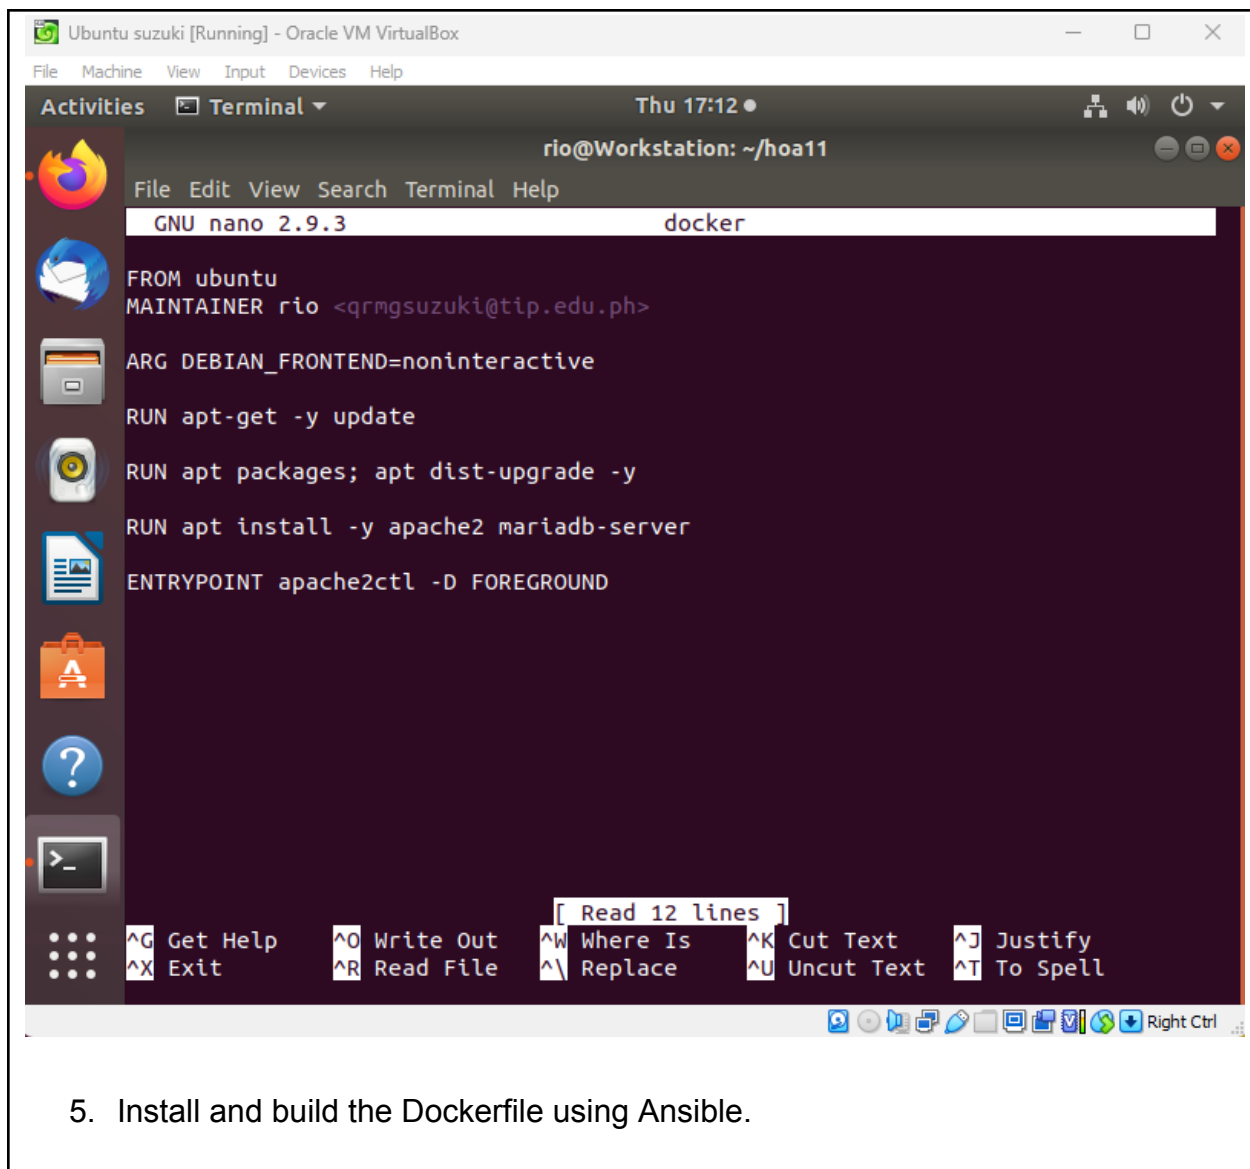 Ubuntu suzuki [Running] - Oracle VM VirtualBox
File Machine View Input Devices Help
Activities Terminal Thu 17:12
rio@Workstation: ~/hoa11
File Edit View Search Terminal Help
GNU nano 2.9.3 docker
FROM ubuntu
MAINTAINER rio <qrmgsuzuki@tip.edu.ph>
ARG DEBIAN_FRONTEND=noninteractive
RUN apt-get -y update
RUN apt packages; apt dist-upgrade -y
RUN apt install -y apache2 mariadb-server
ENTRYPOINT apache2ctl -D FOREGROUND
[ Read 12 lines ]
^G Get Help ^O Write Out ^W Where Is ^K Cut Text ^J Justify
^X Exit ^R Read File ^\ Replace ^U Uncut Text ^T To Spell
Right Ctrl
5. Install and build the Dockerfile using Ansible.